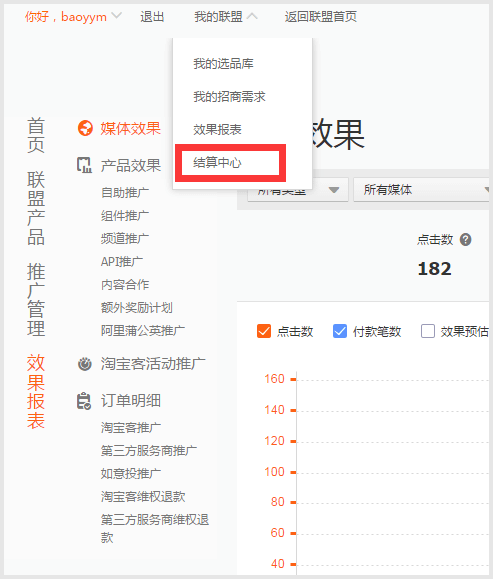 你好，baoyym 退出 我的联盟 返回联盟首页
我的选品库
我的招商需求
效果报表
结算中心
首页
联盟产品
推广管理
效果报表
媒体效果
产品效果
自助推广
组件推广
频道推广
API推广
内容合作
额外奖励计划
阿里蒲公英推广
淘宝客活动推广
订单明细
淘宝客推广
第三方服务商推广
如意投推广
淘宝客维权退款
第三方服务商维权退
款
效果
所有类型 所有媒体
点击数
182
点击数 付款笔数 效果预估
160
140
120
100
80
60
40